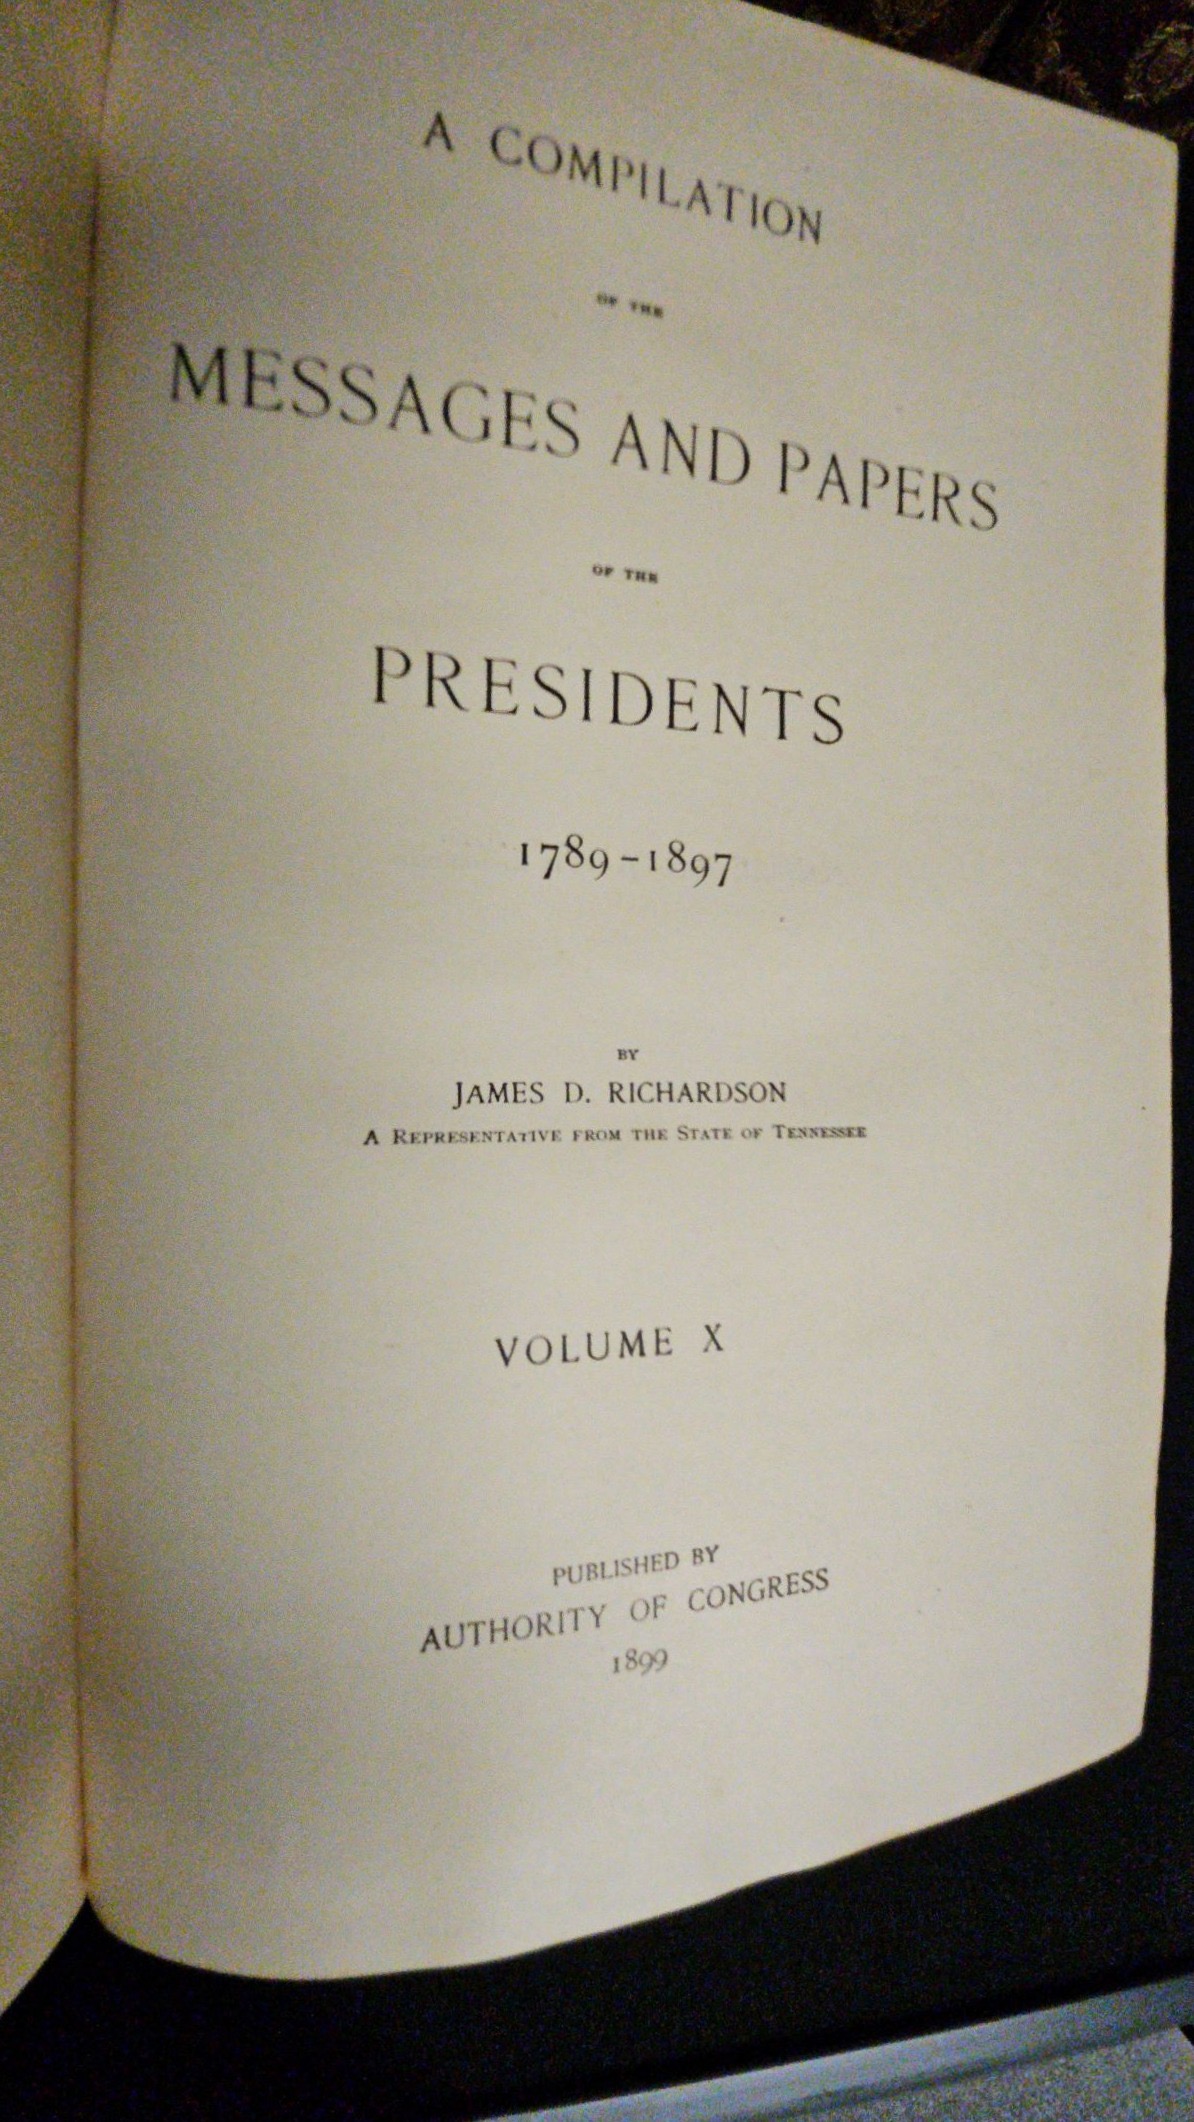 A COMPILATION
OF THE
MESSAGES AND PAPERS
OF THE
PRESIDENTS
1789-1897
BY
JAMES D. RICHARDSON
A REPRESENTATIVE FROM THE STATE OF TENNESSEE
VOLUME X
PUBLISHED BY
AUTHORITY OF CONGRESS
1899